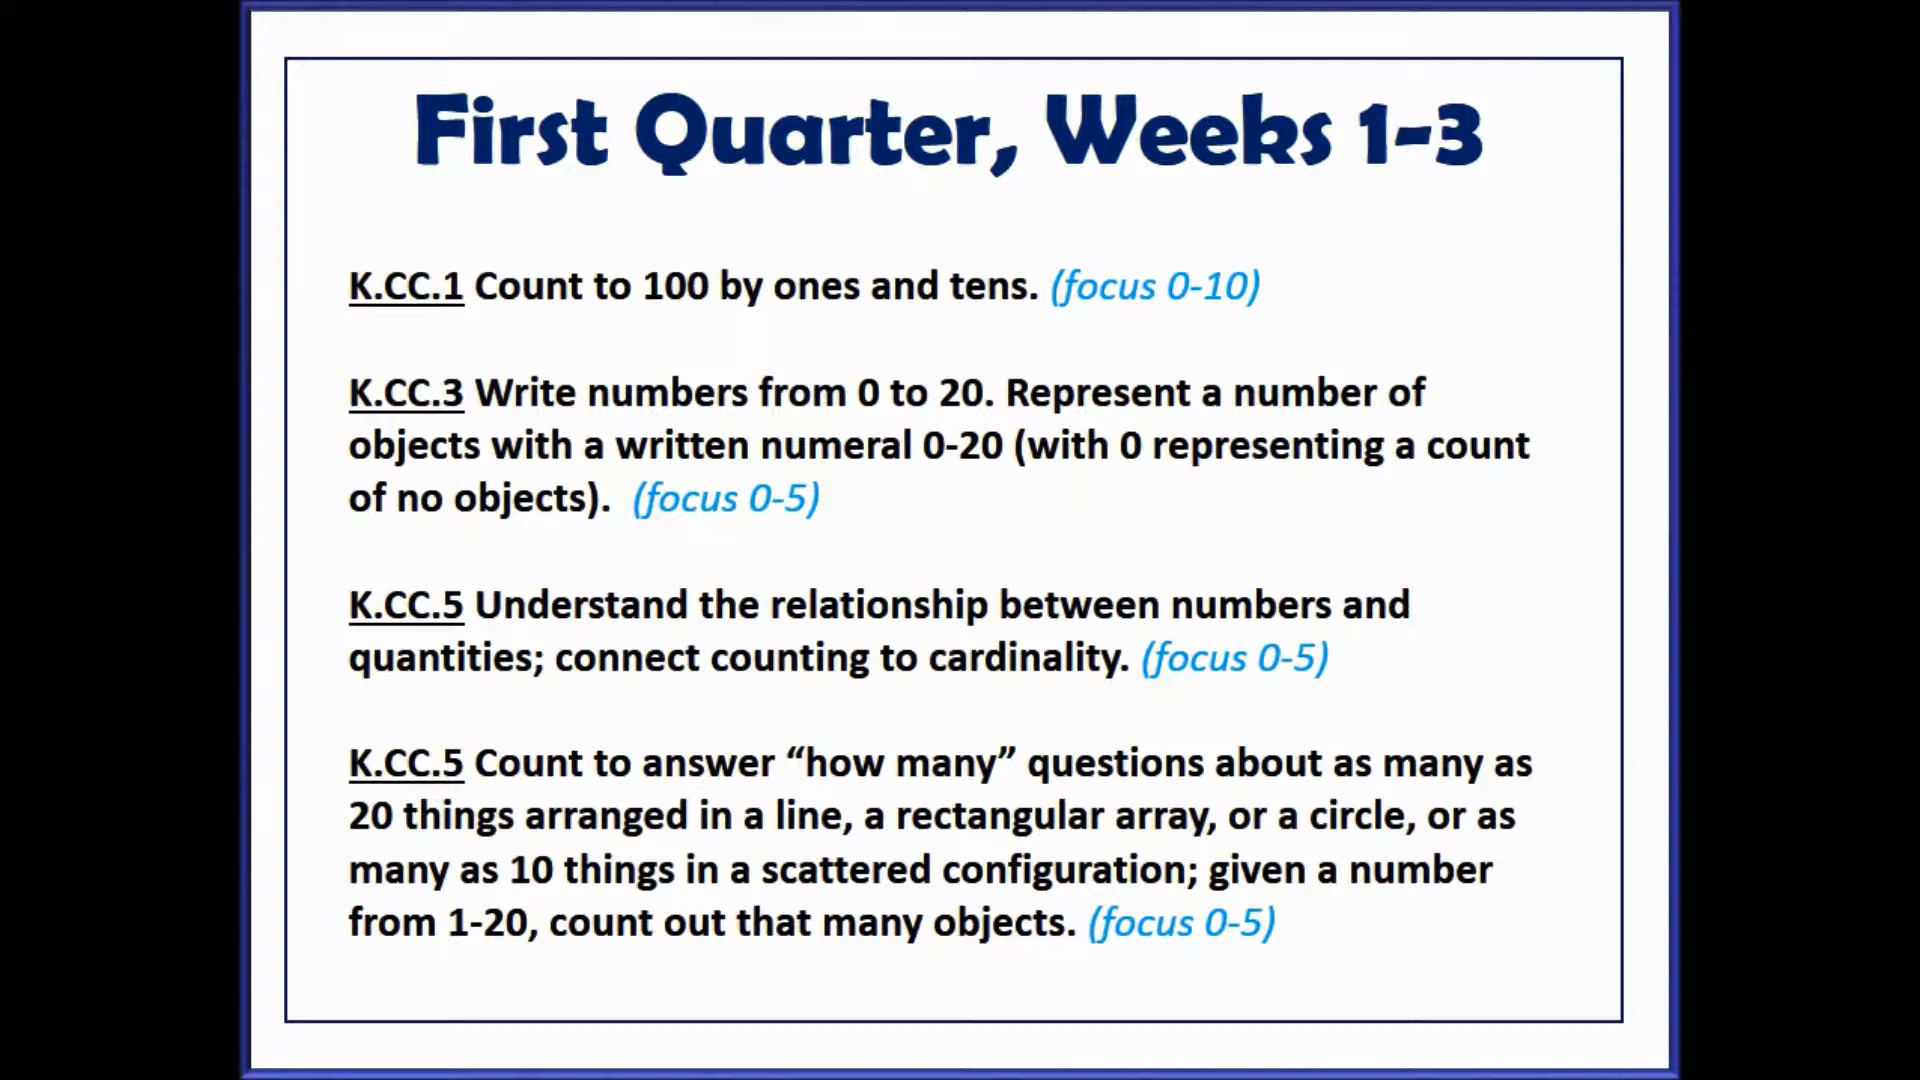 First Quarter, Weeks 1-3
K.CC.1 Count to 100 by ones and tens. (focus 0-10)
K.CC.3 Write numbers from 0 to 20. Represent a number of
objects with a written numeral 0-20 (with 0 representing a count
of no objects). (focus 0-5)
K.CC.5 Understand the relationship between numbers and
quantities; connect counting to cardinality. (focus 0-5)
K.CC.5 Count to answer “how many” questions about as many as
20 things arranged in a line, a rectangular array, or a circle, or as
many as 10 things in a scattered configuration; given a number
from 1-20, count out that many objects. (focus 0-5)